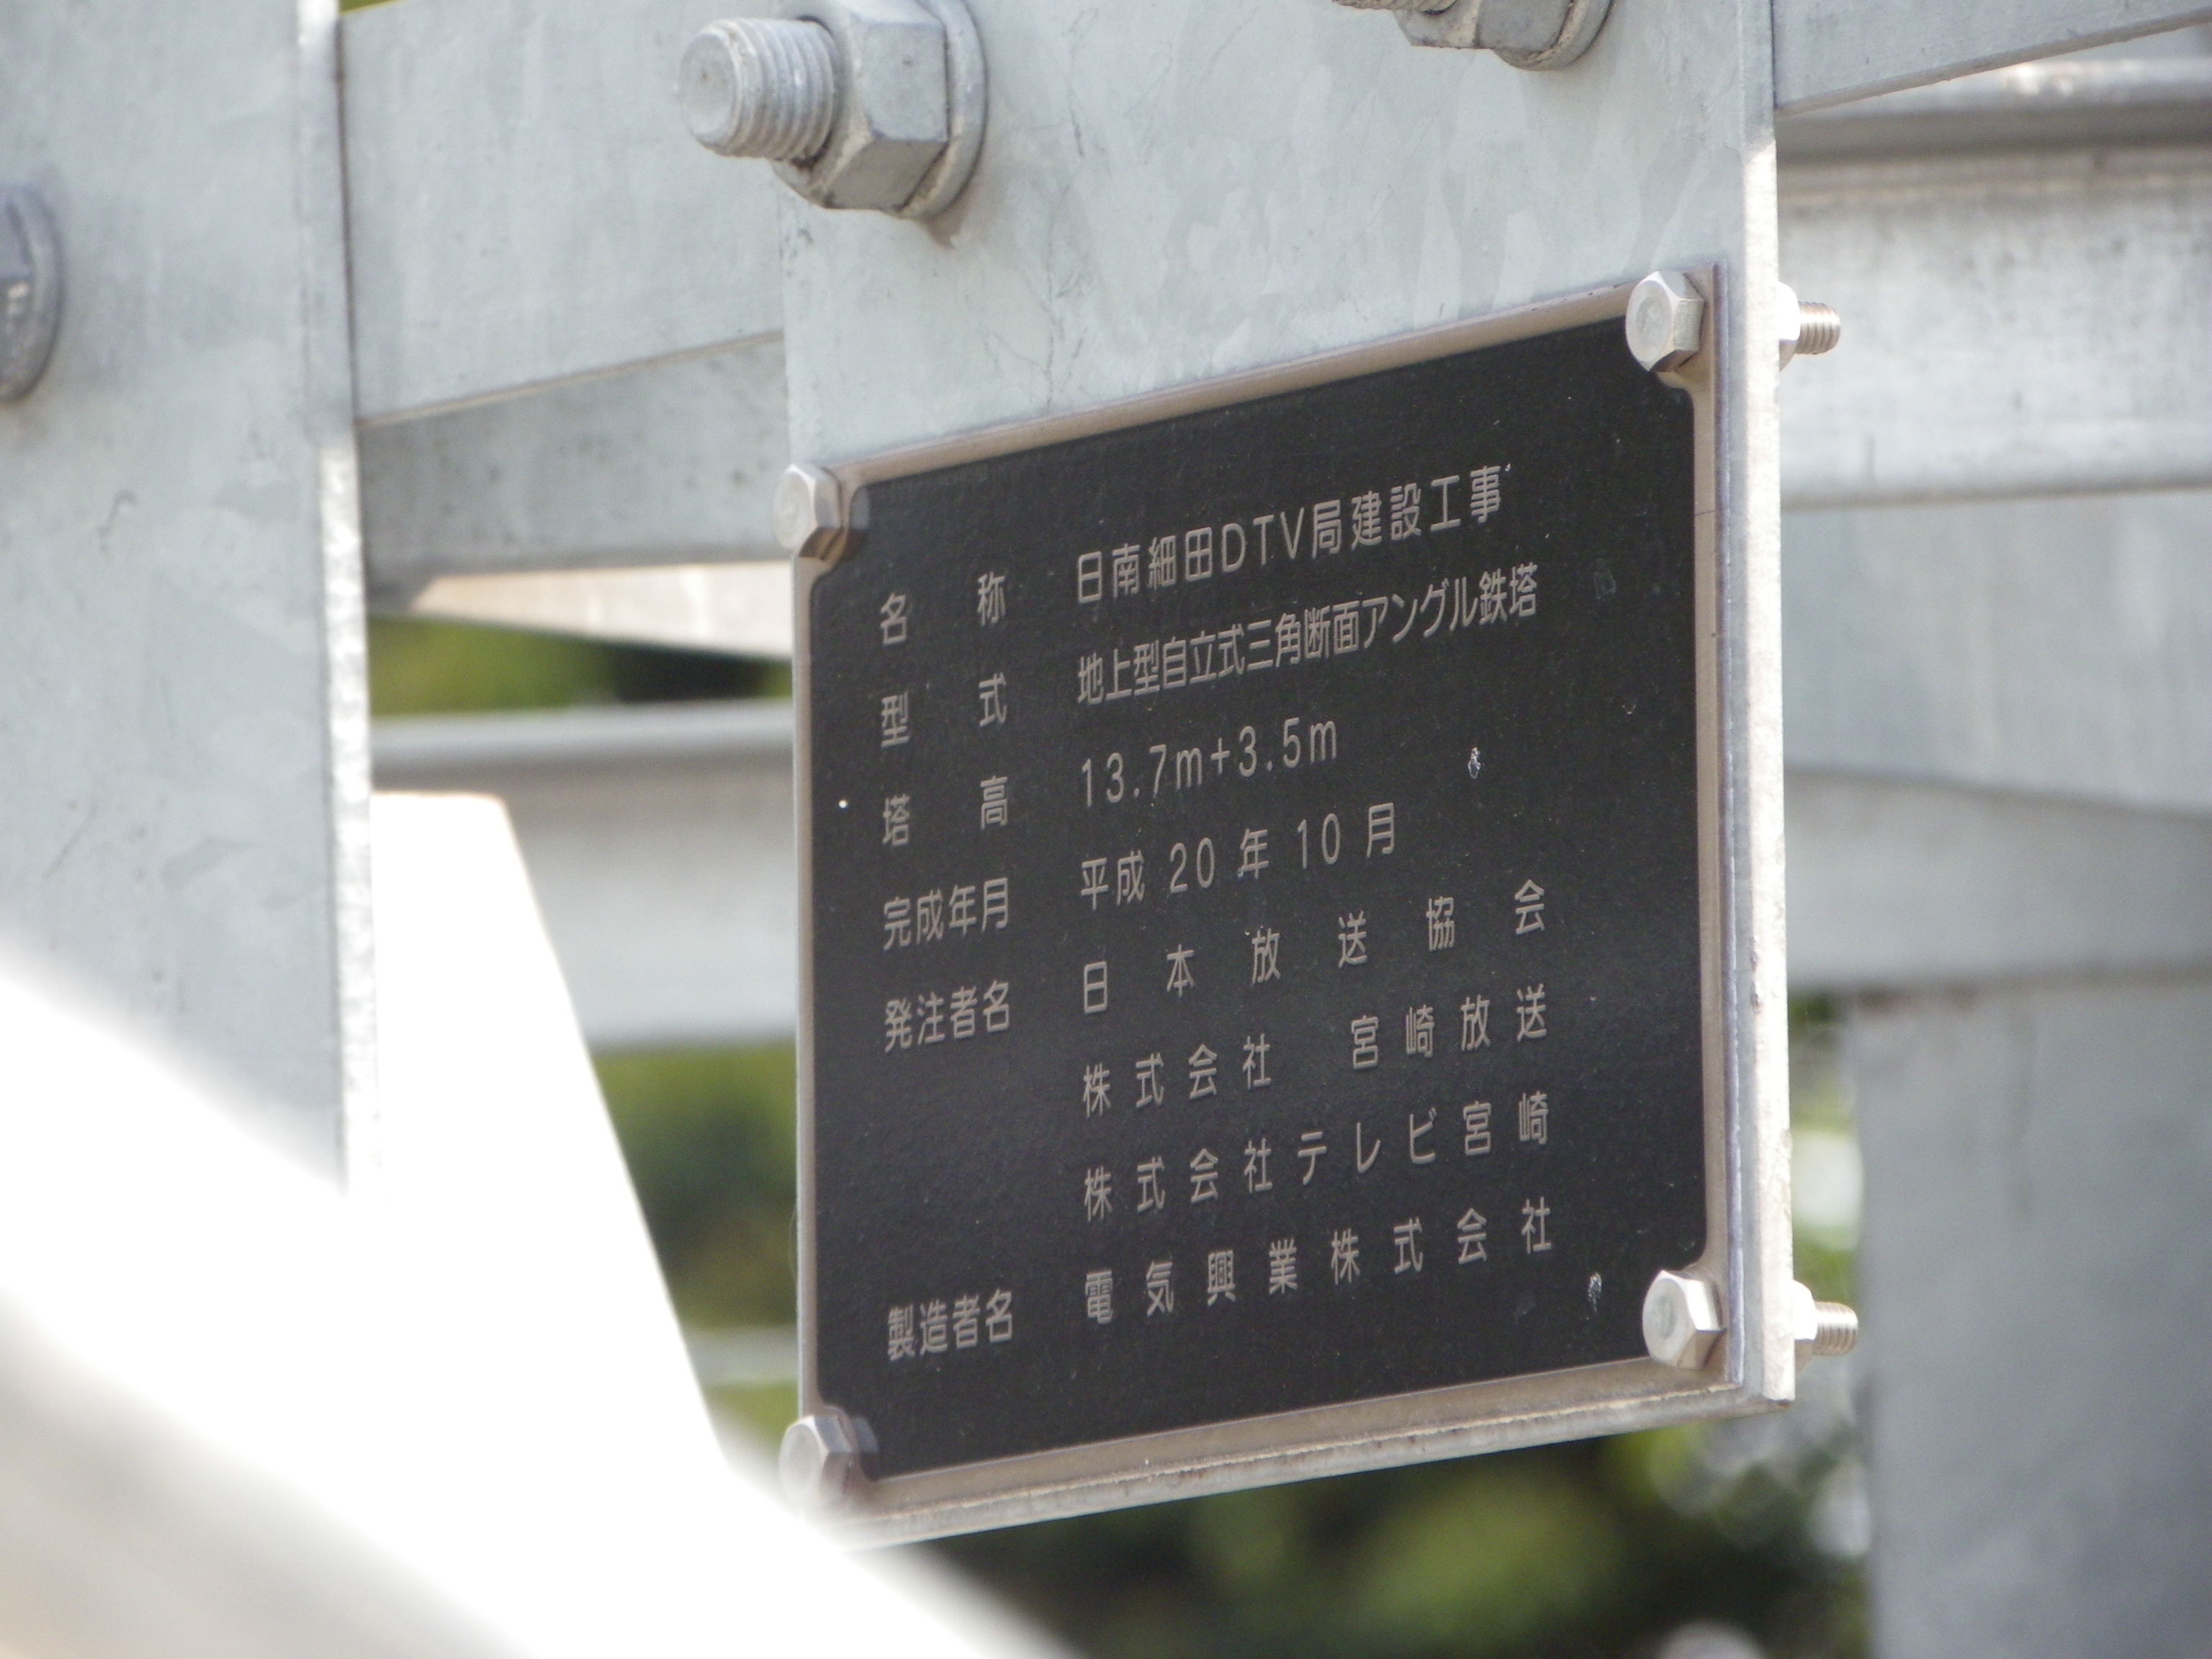 名称 日南細田DTV局建設工事
型式 地上型自立式三角断面アングル鉄塔
塔高 13.7m+3.5m
完成年月 平成 20 年 10 月
発注者名 日本放送協会
株式会社 宮崎放送
株式会社テレビ宮崎
製造者名 電気興業株式会社